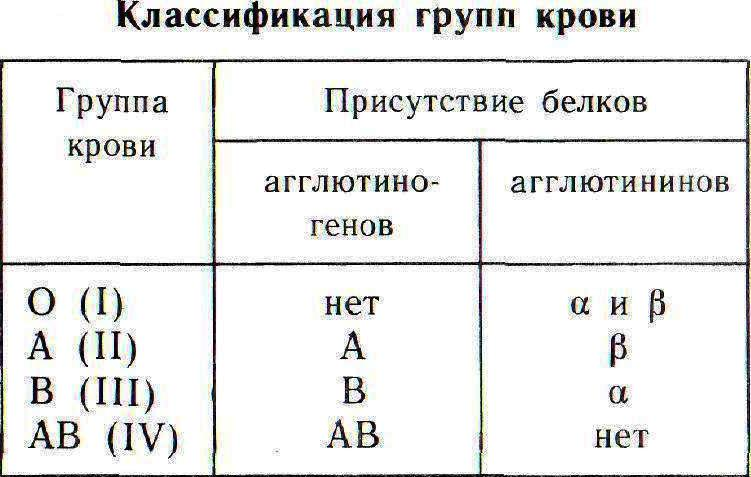 Классификация групп крови
Группа крови
Присутствие белков
агглютино-
генов
агглютининов
O (I) нет α и β
A (II) A β
B (III) B α
AB (IV) AB нет